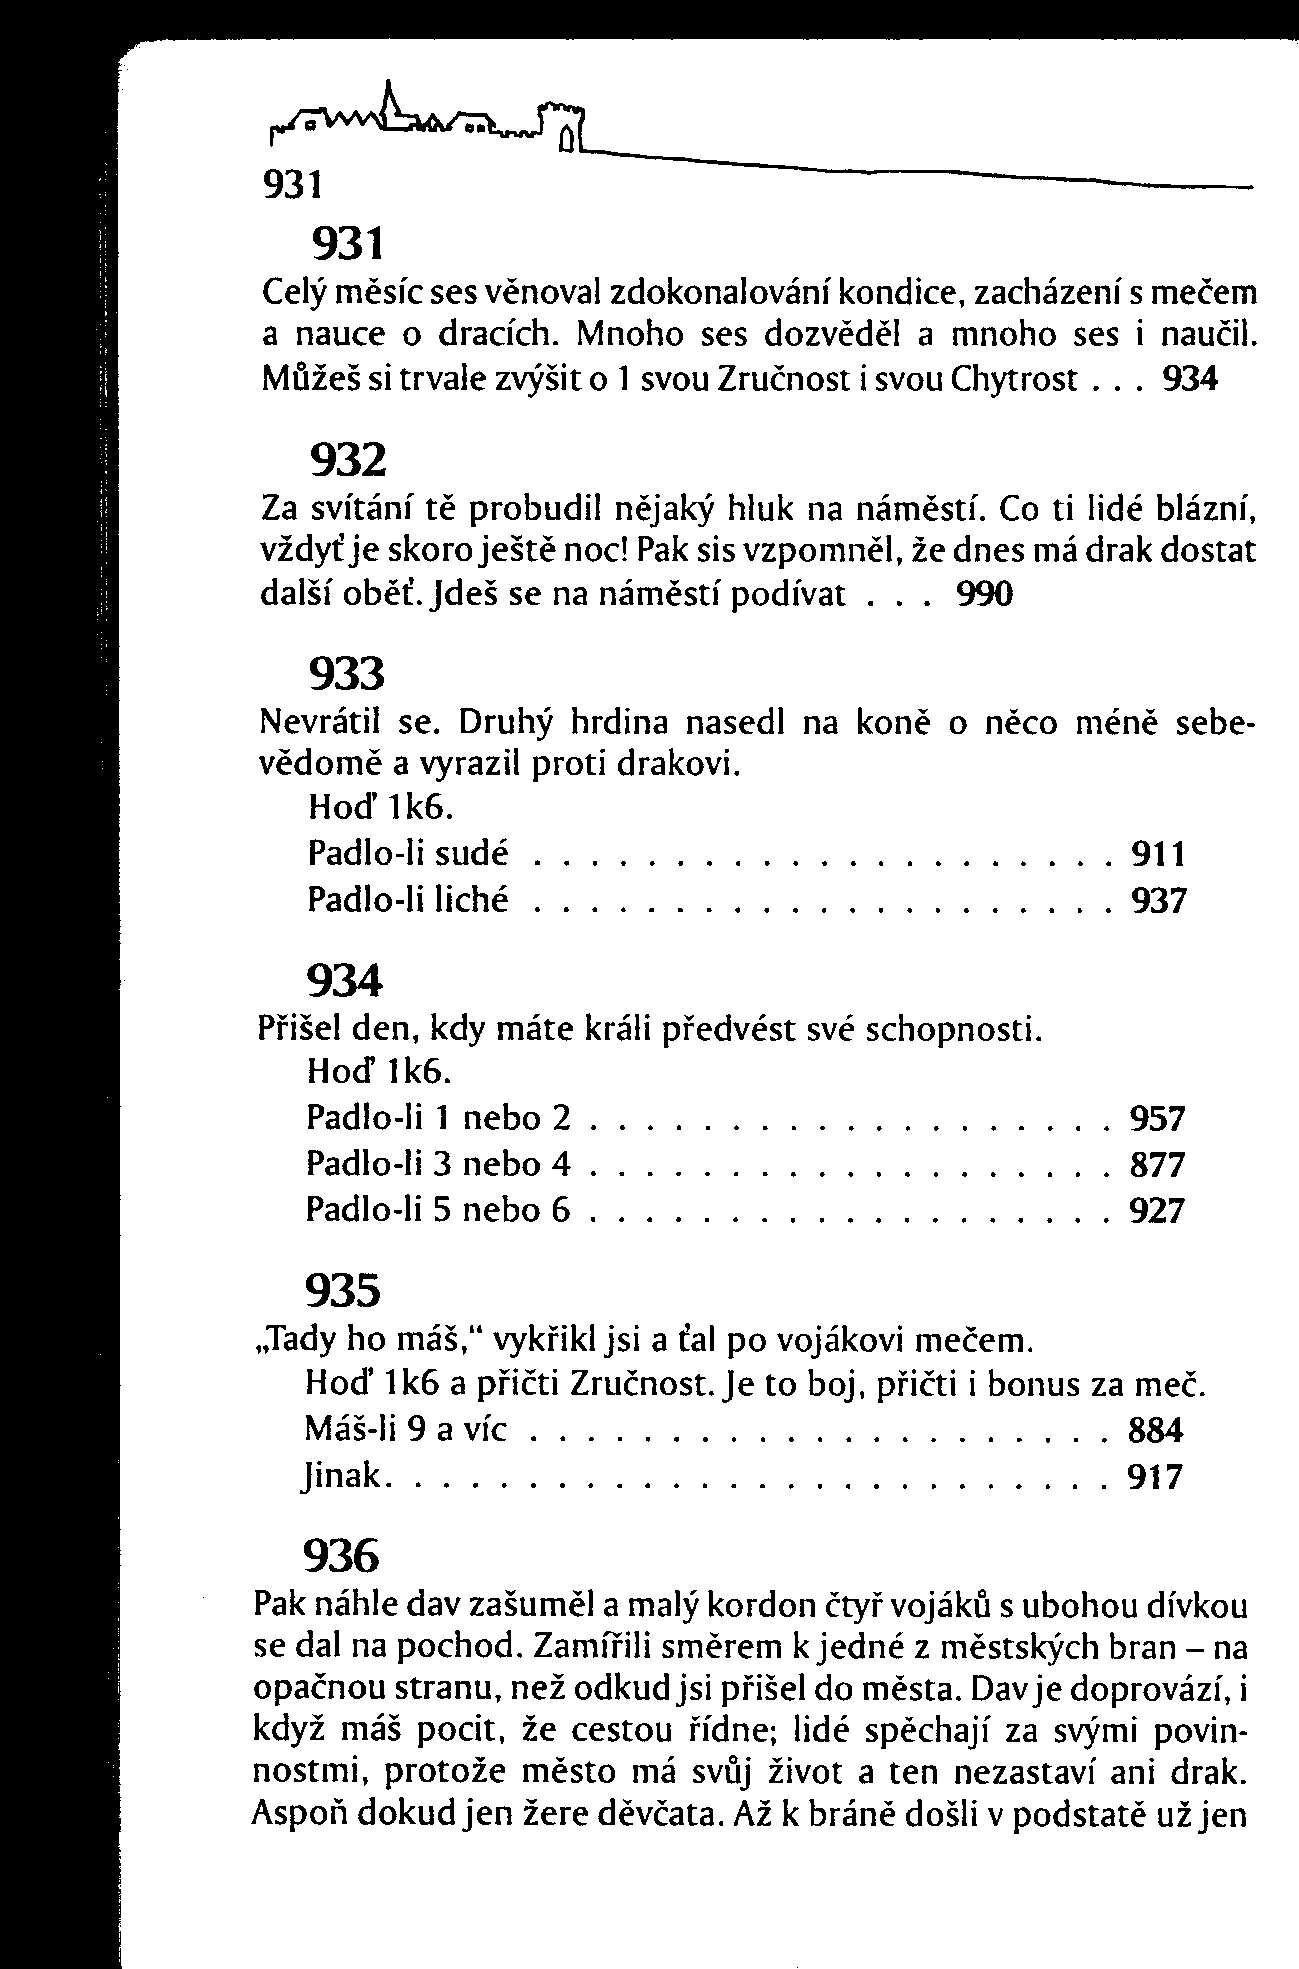 931
931
Celý měsíc ses věnoval zdokonalování kondice, zacházení s mečem
a nauce o dracích. Mnoho ses dozvěděl a mnoho ses i naučil.
Můžeš si trvale zvýšit o 1 svou Zručnost i svou Chytrost . . . 934
932
Za svítání tě probudil nějaký hluk na náměstí. Co ti lidé blázní,
vždyť je skoro ještě noc! Pak sis vzpomněl, že dnes má drak dostat
další oběť. Jdeš se na náměstí podívat . . . 990
933
Nevrátil se. Druhý hrdina nasedl na koně o něco méně sebe-
vědomě a vyrazil proti drakovi.
Hoď 1k6.
Padlo-li sudé . . . . . . . . . . . . . . . . . . . . . 911
Padlo-li liché . . . . . . . . . . . . . . . . . . . . . 937
934
Přišel den, kdy máte králi předvést své schopnosti.
Hoď 1k6.
Padlo-li 1 nebo 2 . . . . . . . . . . . . . . . . . . . 957
Padlo-li 3 nebo 4 . . . . . . . . . . . . . . . . . . . 877
Padlo-li 5 nebo 6 . . . . . . . . . . . . . . . . . . . 927
935
„Tady ho máš,“ vykřikl jsi a ťal po vojákovi mečem.
Hoď 1k6 a přičti Zručnost. Je to boj, přičti i bonus za meč.
Máš-li 9 a víc . . . . . . . . . . . . . . . . . . . . . 884
Jinak. . . . . . . . . . . . . . . . . . . . . . . . . . 917
936
Pak náhle dav zašuměl a malý kordon čtyř vojáků s ubohou dívkou
se dal na pochod. Zamířili směrem k jedné z městských bran – na
opačnou stranu, než odkud jsi přišel do města. Dav je doprovází, i
když máš pocit, že cestou řídne; lidé spěchají za svými povin-
nostmi, protože město má svůj život a ten nezastaví ani drak.
Aspoň dokud jen žere děvčata. Až k bráně došli v podstatě už jen